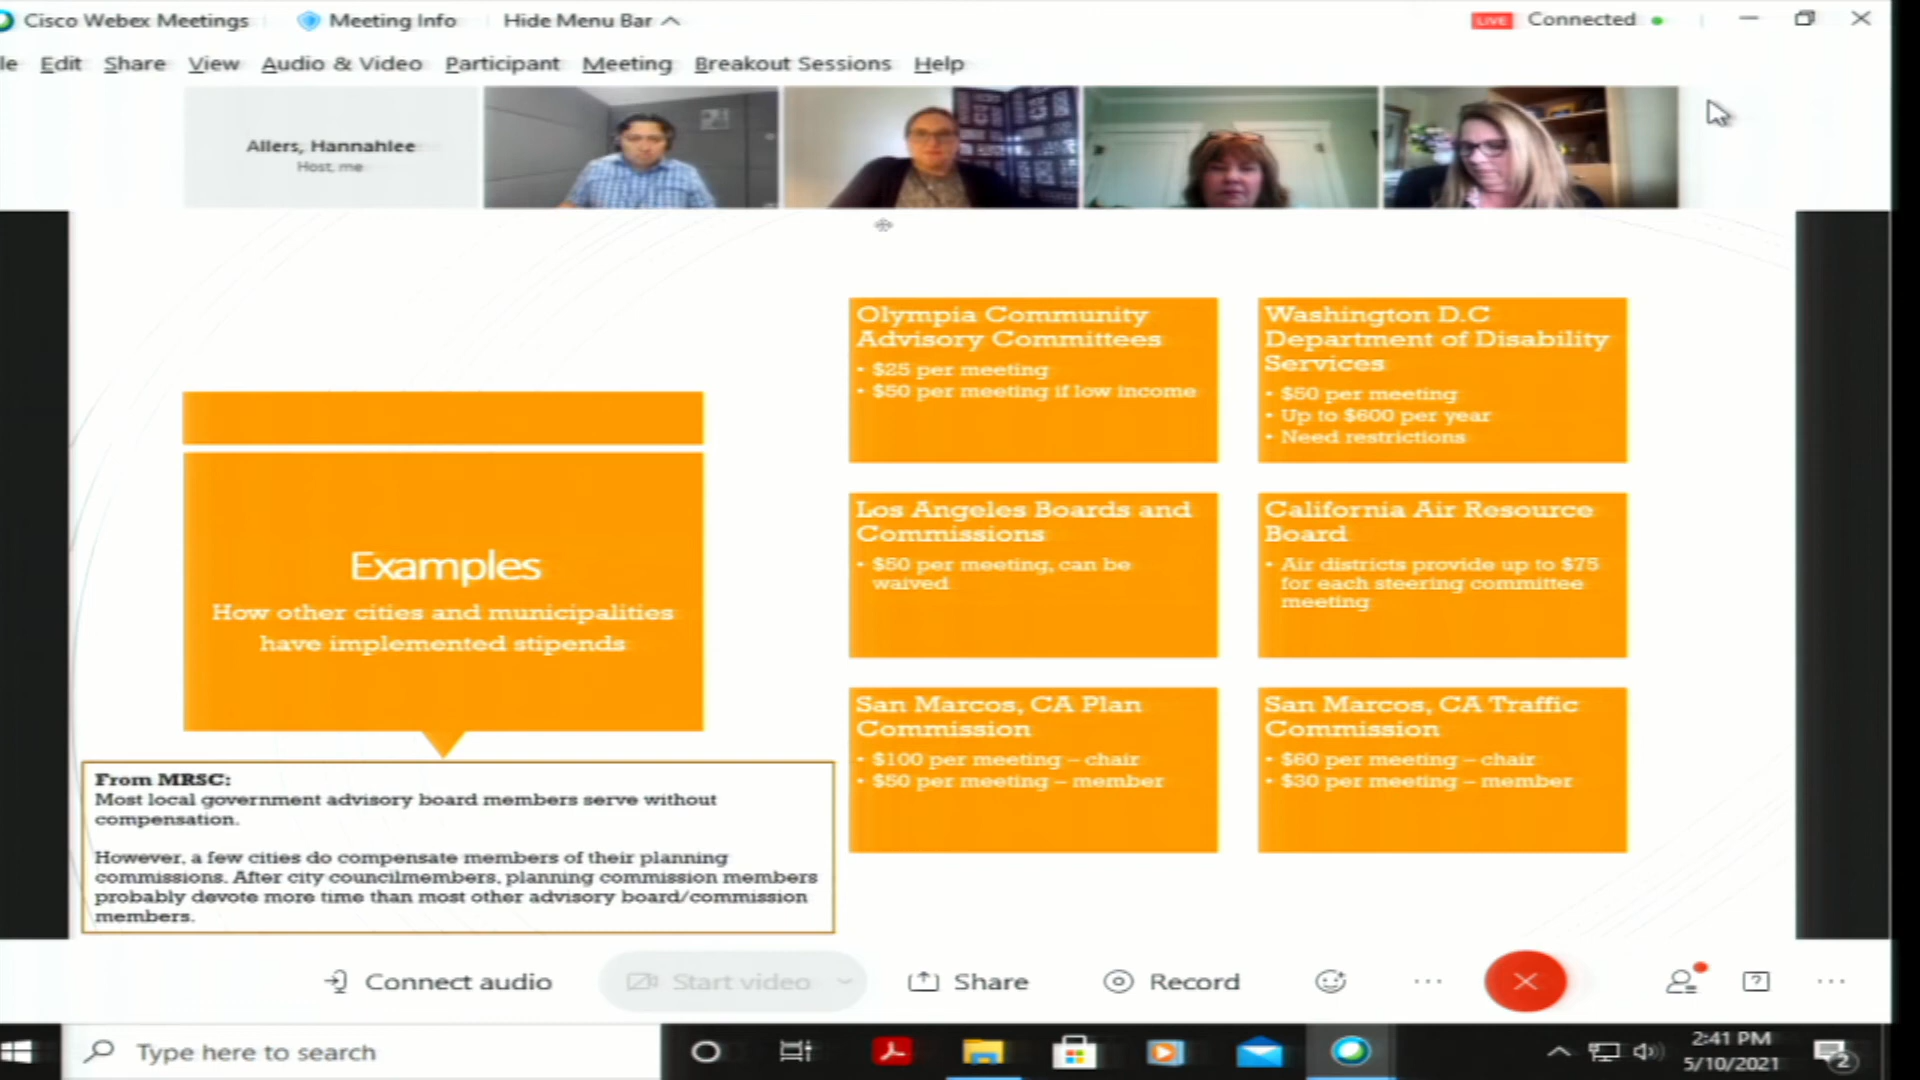 Cisco Webex Meetings
Meeting Info
Hide Menu Bar
LIVE
Connected
le Edit Share View Audio & Video Participant Meeting Breakout Sessions Help
Allers, Hannahlee
Host, me
Examples
How other cities and municipalities
have implemented stipends
From MRSC:
Most local government advisory board members serve without
compensation.
However, a few cities do compensate members of their planning
commissions. After city councilmembers, planning commission members
probably devote more time than most other advisory board/commission
members.
Olympia Community
Advisory Committees
• $25 per meeting
• $50 per meeting if low income
Washington D.C
Department of Disability
Services
• $50 per meeting
• Up to $600 per year
• Need restrictions
Los Angeles Boards and
Commissions
• $50 per meeting, can be
waived
California Air Resource
Board
• Air districts provide up to $75
for each steering committee
meeting
San Marcos, CA Plan
Commission
• $100 per meeting – chair
• $50 per meeting – member
San Marcos, CA Traffic
Commission
• $60 per meeting – chair
• $30 per meeting – member
Connect audio
Start video
Share
Record
Type here to search
2:41 PM
5/10/2021
2